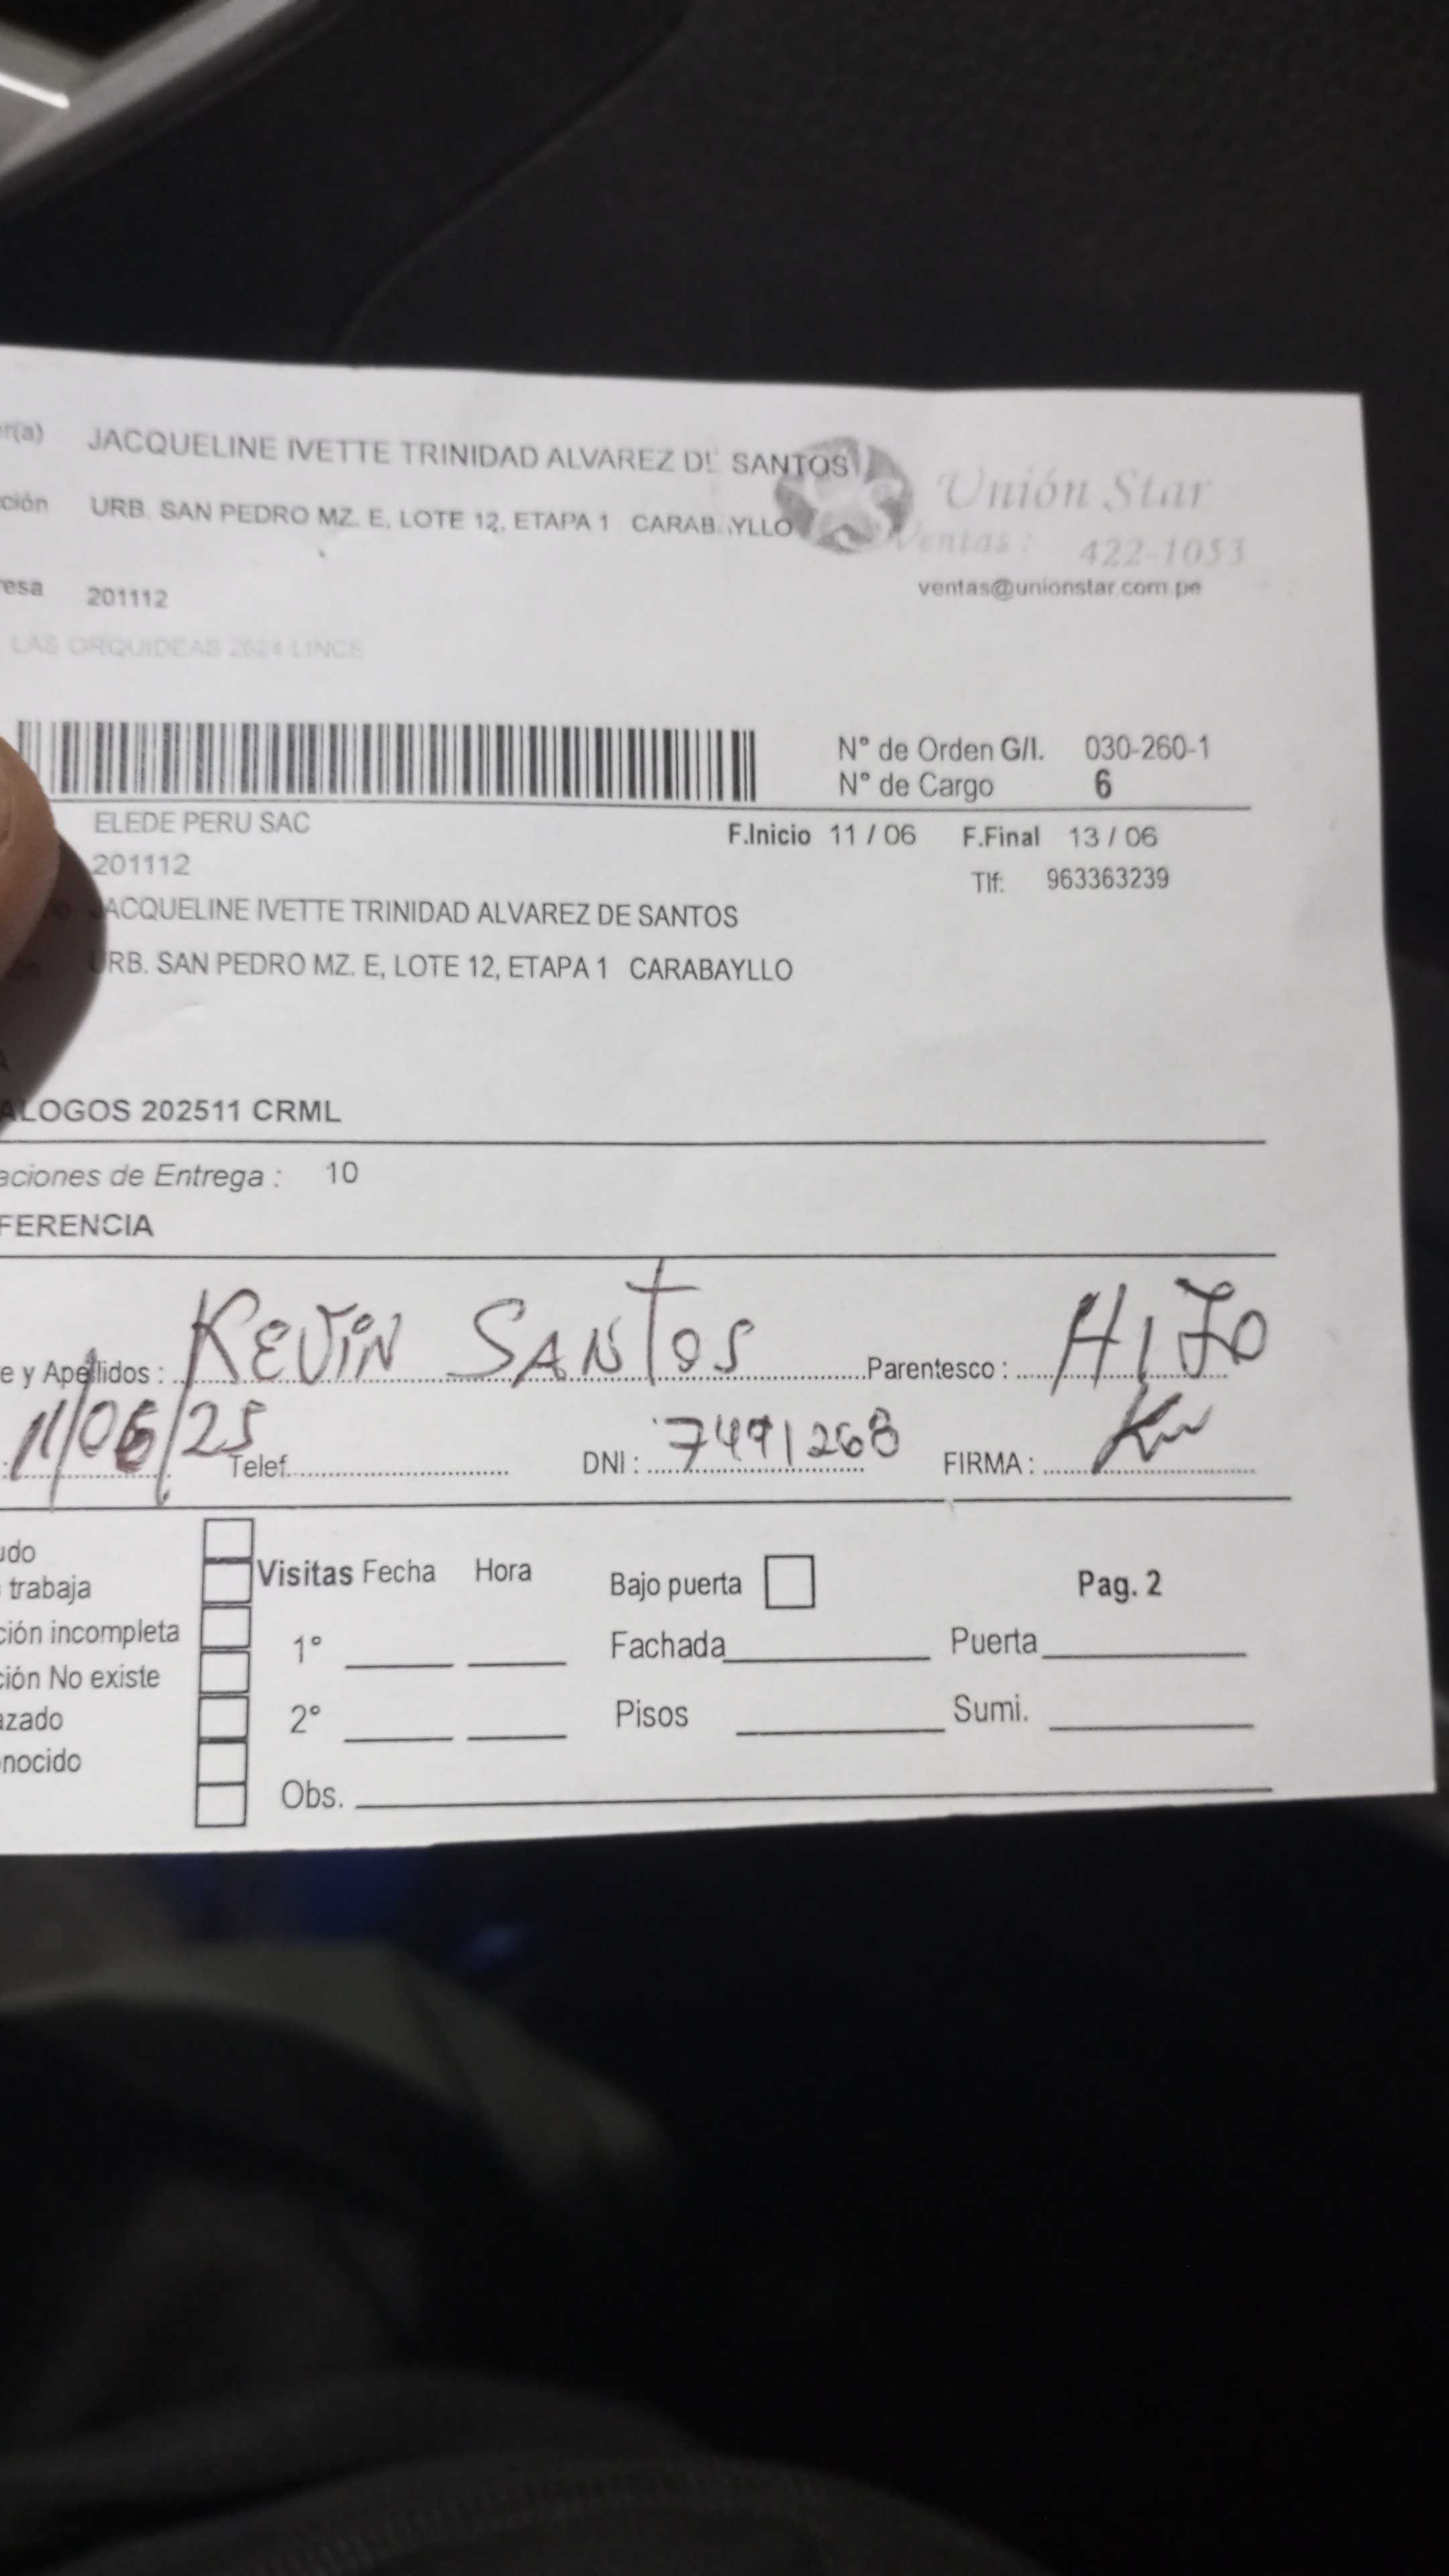 r(a) JACQUELINE IVETTE TRINIDAD ALVAREZ D SANTOS
ción URB. SAN PEDRO MZ. E, LOTE 12, ETAPA 1 CARAB YLLO
Unión Star
Ventas : 422-1053
ventas@unionstar.com.pe
resa 201112
LAS ORQUIDEAS 2624 LINCE
N° de Orden G/I. 030-260-1
N° de Cargo 6
ELEDE PERU SAC
F.Inicio 11 / 06 F.Final 13 / 06
201112
Tlf: 963363239
JACQUELINE IVETTE TRINIDAD ALVAREZ DE SANTOS
URB. SAN PEDRO MZ. E, LOTE 12, ETAPA 1 CARABAYLLO
ALOGOS 202511 CRML
aciones de Entrega : 10
FERENCIA
e y Apellidos : KEVIN SANTOS Parentesco : HIJO
11/06/25 Telef. DNI : 7491268 FIRMA :
udo
trabaja
ción incompleta
ción No existe
azado
nocido
Visitas Fecha Hora
1°
2°
Bajo puerta
Pag. 2
Fachada Puerta
Pisos Sumi.
Obs.